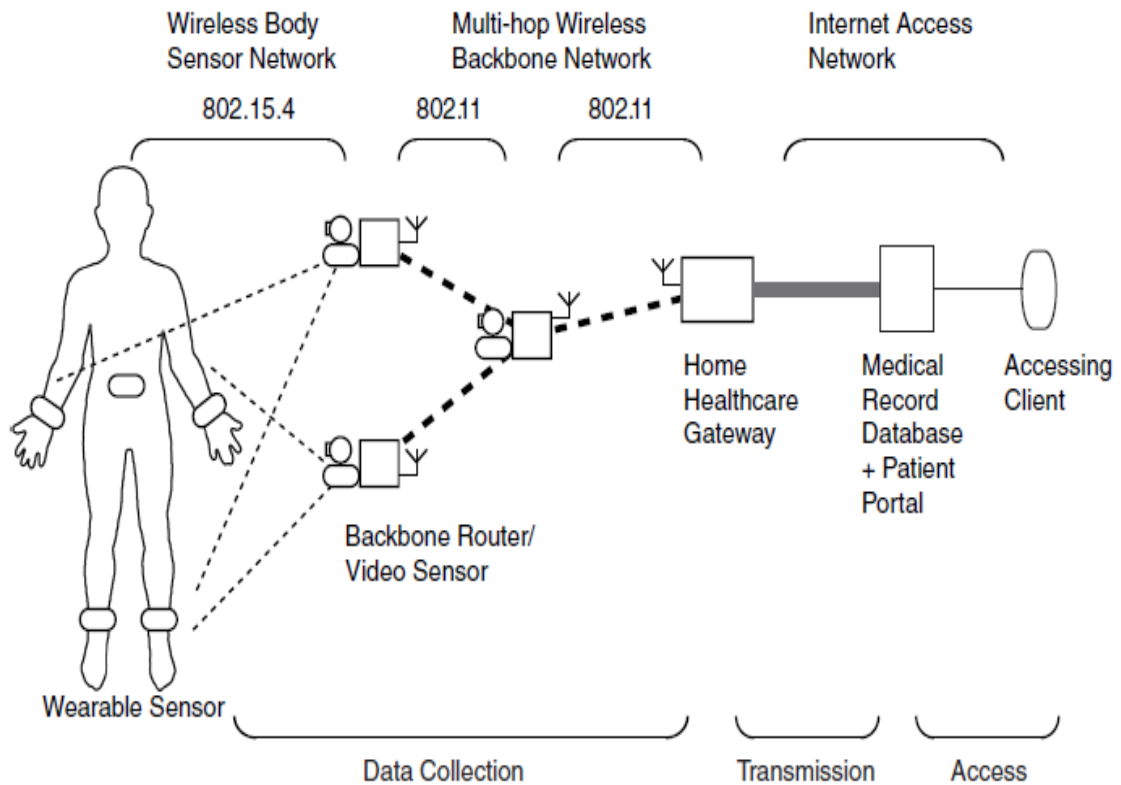 Wireless Body
Sensor Network
Multi-hop Wireless
Backbone Network
Internet Access
Network
802.15.4
802.11
802.11
Home
Healthcare
Gateway
Medical
Record
Database
+ Patient
Portal
Accessing
Client
Backbone Router/
Video Sensor
Wearable Sensor
Data Collection
Transmission
Access